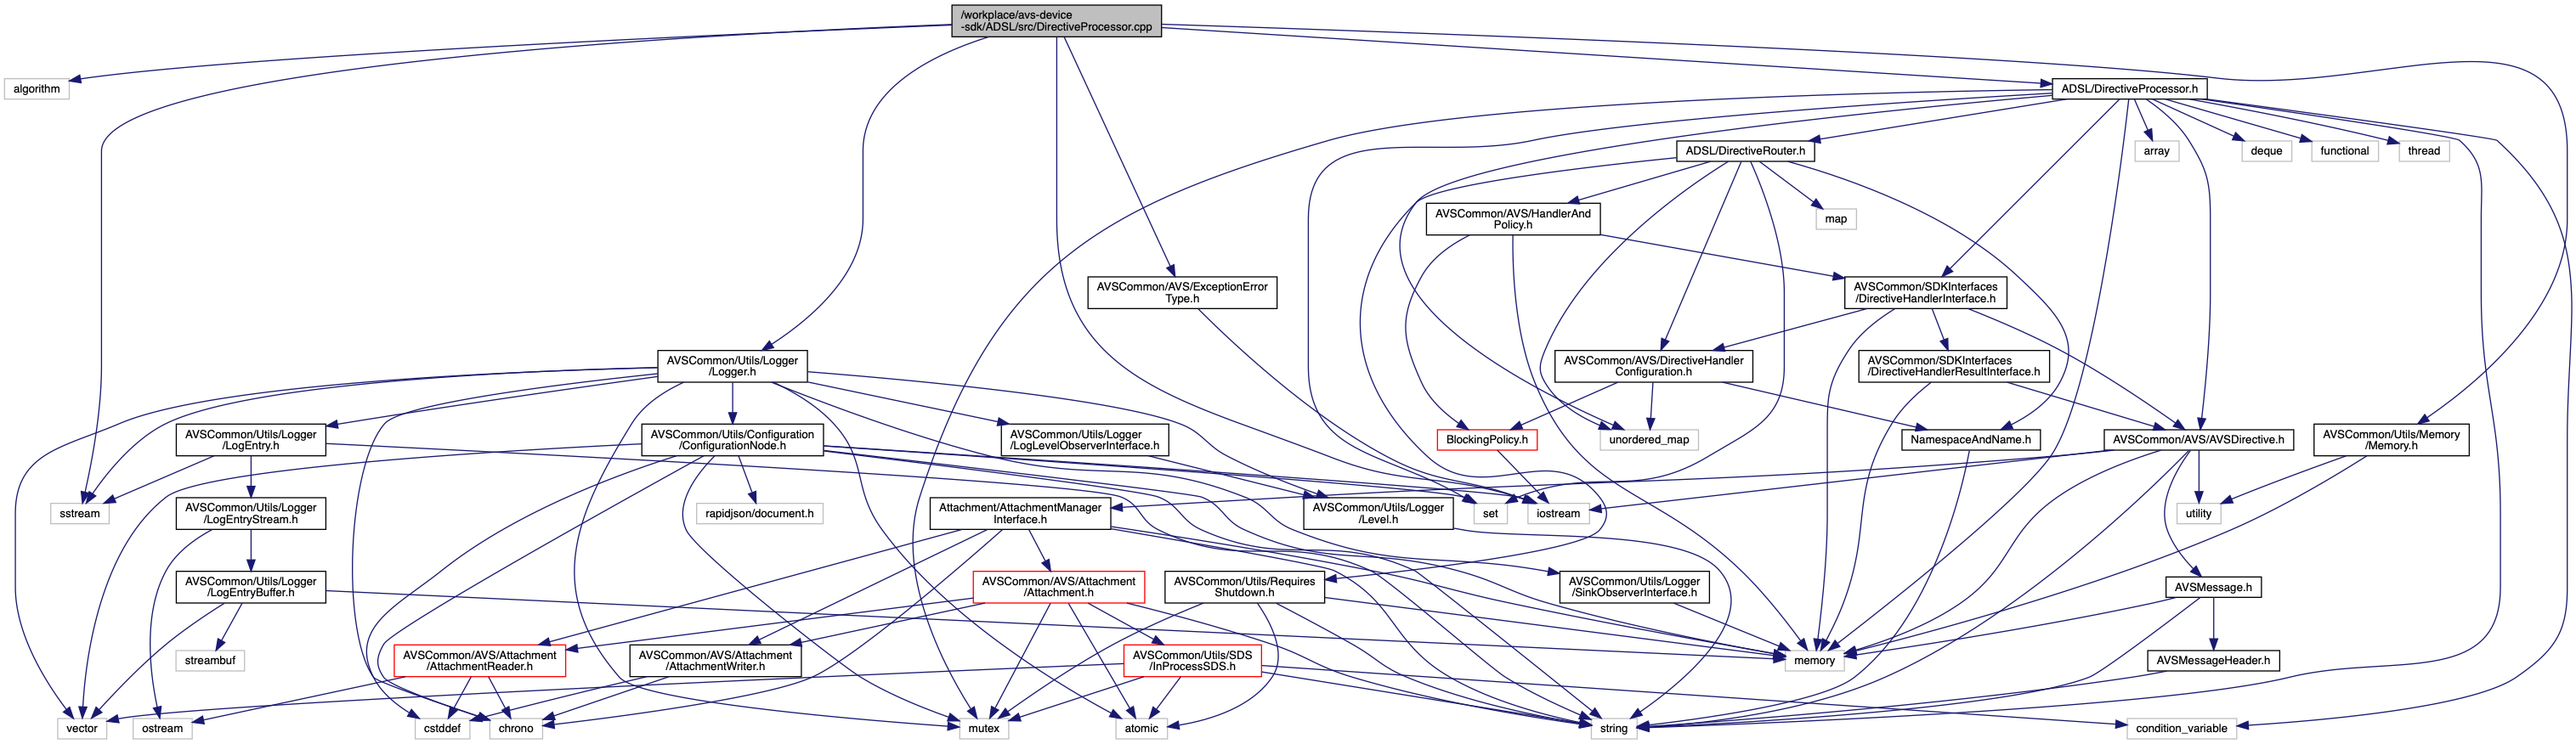 /workplace/avs-device
-sdk/ADSL/src/DirectiveProcessor.cpp
algorithm
ADSL/DirectiveProcessor.h
ADSL/DirectiveRouter.h
array
deque
functional
thread
AVSCommon/AVS/HandlerAnd
Policy.h
map
AVSCommon/AVS/ExceptionError
Type.h
AVSCommon/SDKInterfaces
/DirectiveHandlerInterface.h
AVSCommon/Utils/Logger
/Logger.h
AVSCommon/AVS/DirectiveHandler
Configuration.h
AVSCommon/SDKInterfaces
/DirectiveHandlerResultInterface.h
AVSCommon/Utils/Logger
/LogEntry.h
AVSCommon/Utils/Configuration
/ConfigurationNode.h
AVSCommon/Utils/Logger
/LogLevelObserverInterface.h
BlockingPolicy.h
unordered_map
NamespaceAndName.h
AVSCommon/AVS/AVSDirective.h
AVSCommon/Utils/Memory
/Memory.h
sstream
AVSCommon/Utils/Logger
/LogEntryStream.h
rapidjson/document.h
Attachment/AttachmentManager
Interface.h
AVSCommon/Utils/Logger
/Level.h
set
iostream
utility
AVSCommon/Utils/Logger
/LogEntryBuffer.h
AVSCommon/AVS/Attachment
/Attachment.h
AVSCommon/Utils/Requires
Shutdown.h
AVSCommon/Utils/Logger
/SinkObserverInterface.h
AVSMessage.h
streambuf
AVSCommon/AVS/Attachment
/AttachmentReader.h
AVSCommon/AVS/Attachment
/AttachmentWriter.h
AVSCommon/Utils/SDS
/InProcessSDS.h
memory
AVSMessageHeader.h
vector
ostream
cstddef
chrono
mutex
atomic
string
condition_variable